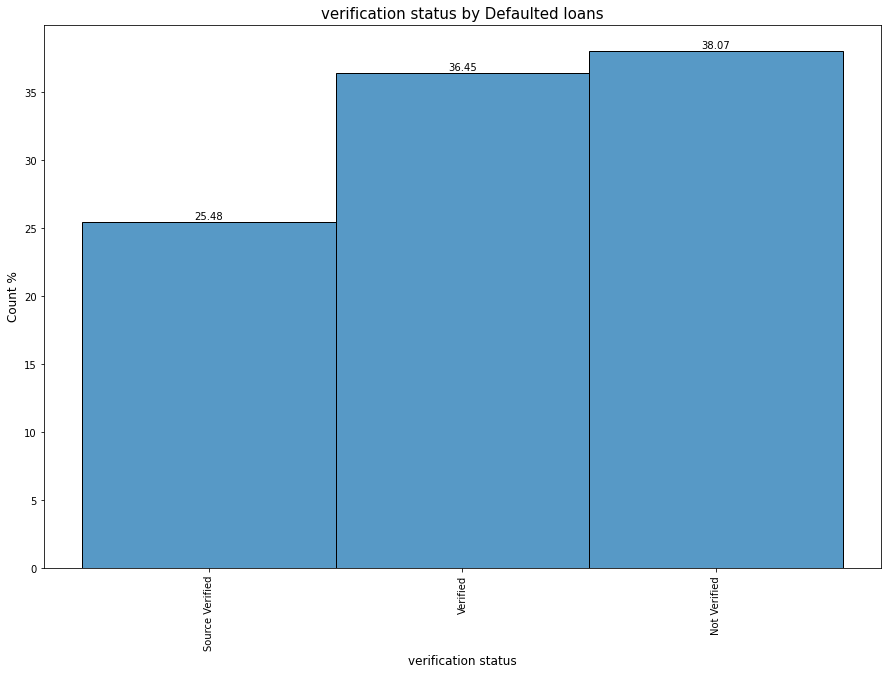 verification status by Defaulted loans
38.07
36.45
25.48
35
30
25
20
15
10
5
0
Count %
Source Verified
Verified
Not Verified
verification status